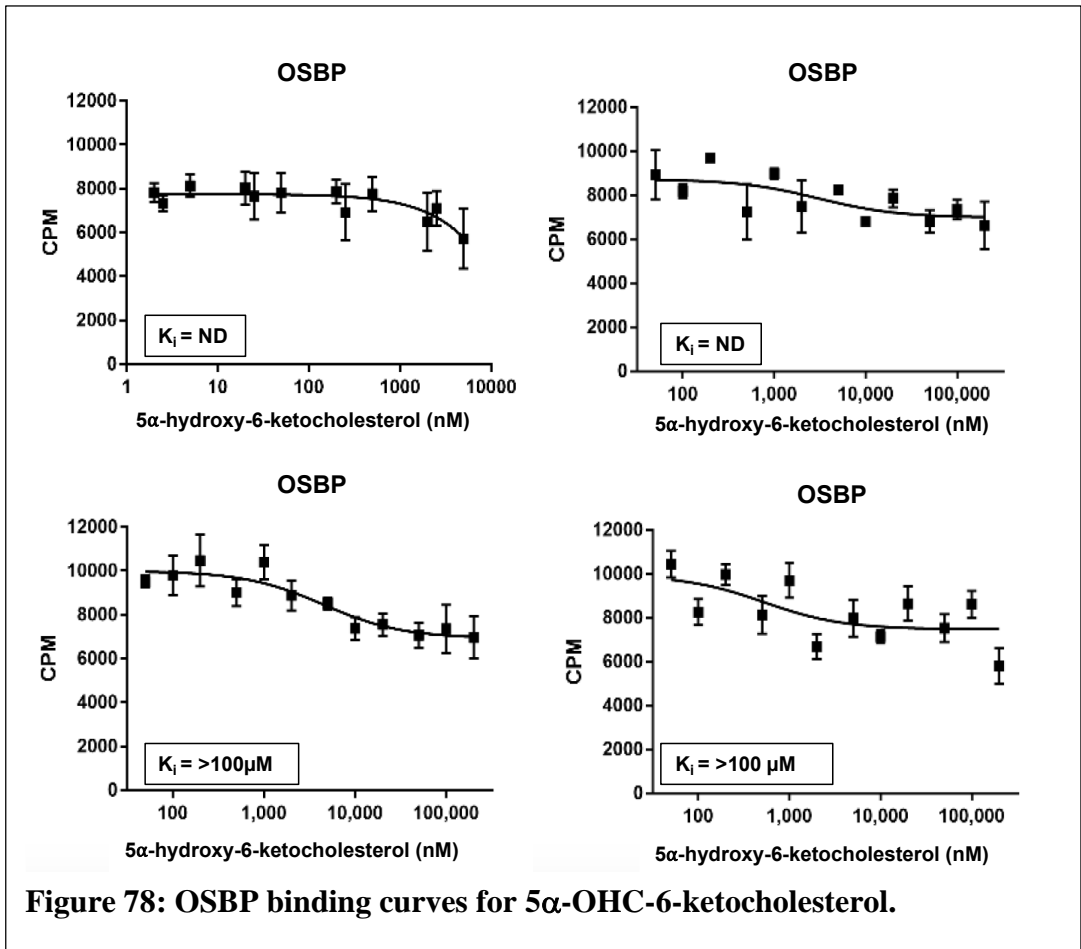 OSBP
12000
10000
8000
6000
4000
2000
0
CPM
Kᵢ = ND
1 10 100 1000 10000
5α-hydroxy-6-ketocholesterol (nM)
OSBP
12000
10000
8000
6000
4000
2000
0
CPM
Kᵢ = ND
100 1,000 10,000 100,000
5α-hydroxy-6-ketocholesterol (nM)
OSBP
12000
10000
8000
6000
4000
2000
0
CPM
Kᵢ = >100µM
100 1,000 10,000 100,000
5α-hydroxy-6-ketocholesterol (nM)
OSBP
12000
10000
8000
6000
4000
2000
0
CPM
Kᵢ = >100 µM
100 1,000 10,000 100,000
5α-hydroxy-6-ketocholesterol (nM)
Figure 78: OSBP binding curves for 5α-OHC-6-ketocholesterol.